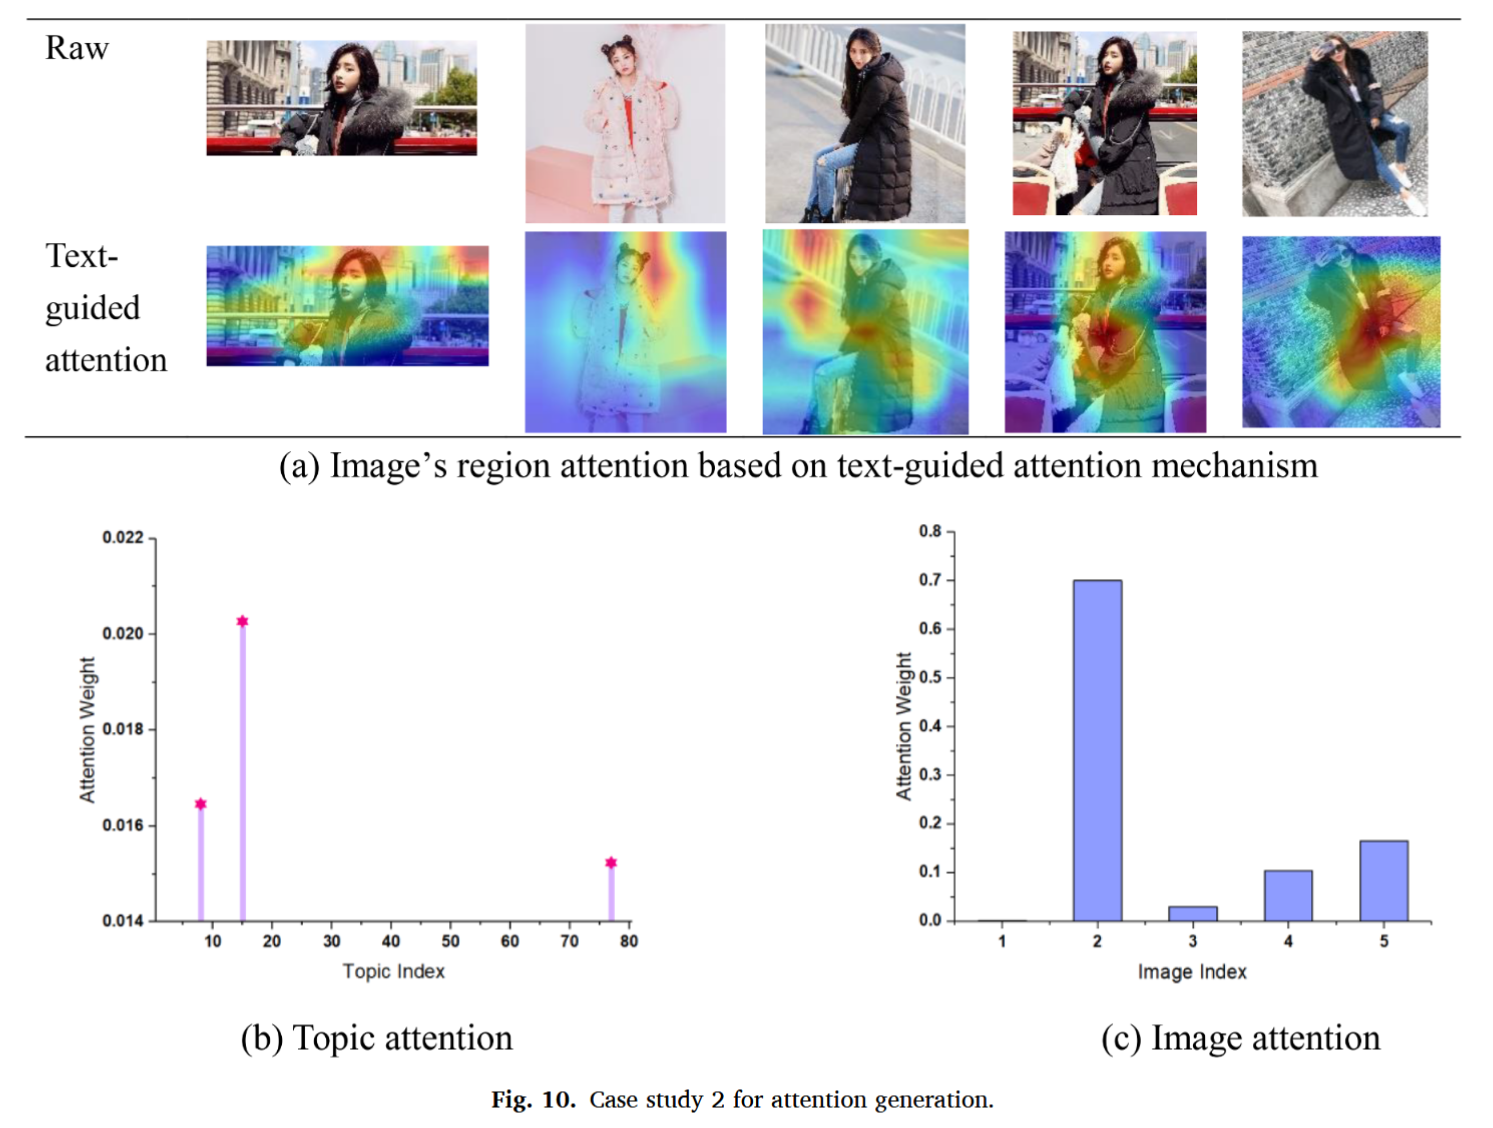 Raw
Text-
guided
attention
(a) Image's region attention based on text-guided attention mechanism
0.022
0.020
0.018
0.016
0.014
Attention Weight
10 20 30 40 50 60 70 80
Topic Index
(b) Topic attention
0.8
0.7
0.6
0.5
0.4
0.3
0.2
0.1
0.0
Attention Weight
1 2 3 4 5
Image Index
(c) Image attention
Fig. 10. Case study 2 for attention generation.